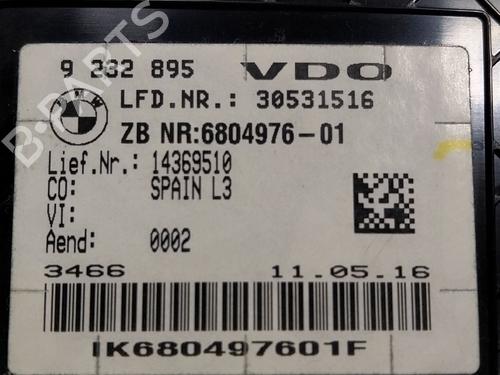 9 232 895 VDO
BMW
LFD.NR.: 30531516
ZB NR:6804976-01
Lief.Nr.: 14369510
CO: SPAIN L3
VI:
Aend: 0002
3466 11.05.16
IK680497601F
B-PARTS